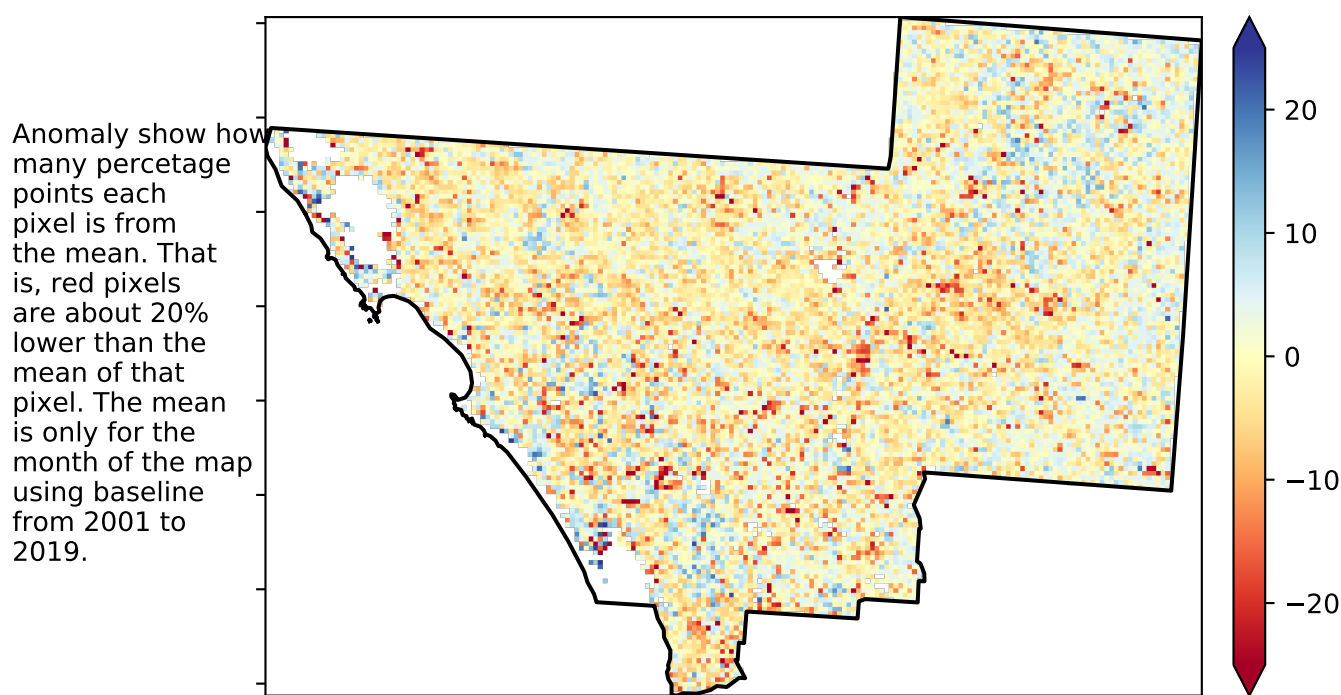 Anomaly show how
many percetage
points each
pixel is from
the mean. That
is, red pixels
are about 20%
lower than the
mean of that
pixel. The mean
is only for the
month of the map
using baseline
from 2001 to
2019.
20
10
0
−10
−20